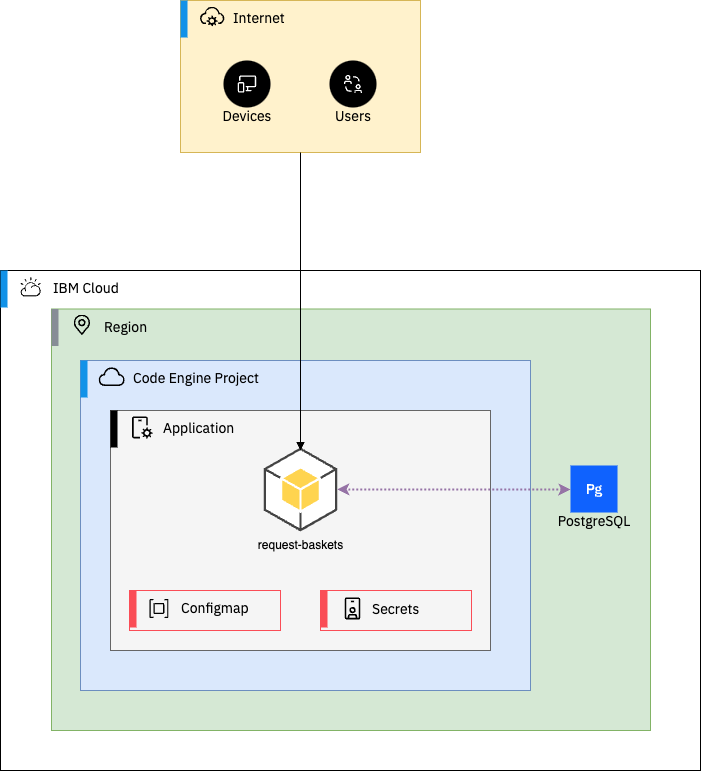 Internet
Devices
Users
IBM Cloud
Region
Code Engine Project
Application
request-baskets
Pg
PostgreSQL
Configmap
Secrets